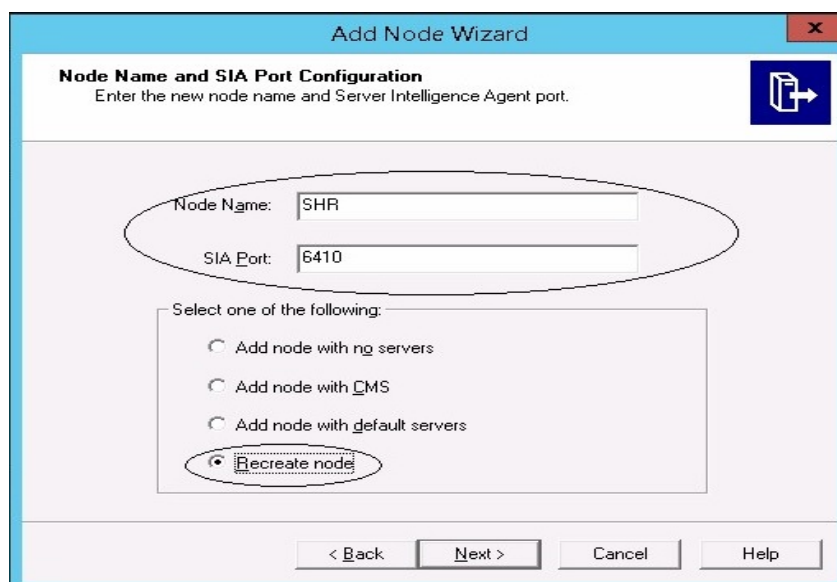 Add Node Wizard
x
Node Name and SIA Port Configuration
Enter the new node name and Server Intelligence Agent port.
Node Name: SHR
SIA Port: 6410
Select one of the following:
Add node with no servers
Add node with CMS
Add node with default servers
Recreate node
< Back Next > Cancel Help